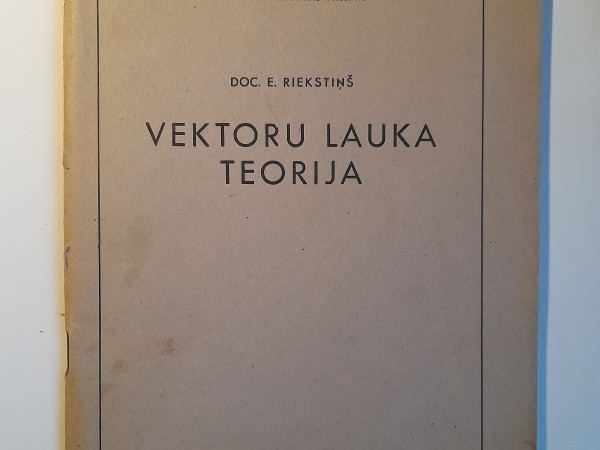 DOC. E. RIEKSTIŅŠ
VEKTORU LAUKA
TEORIJA